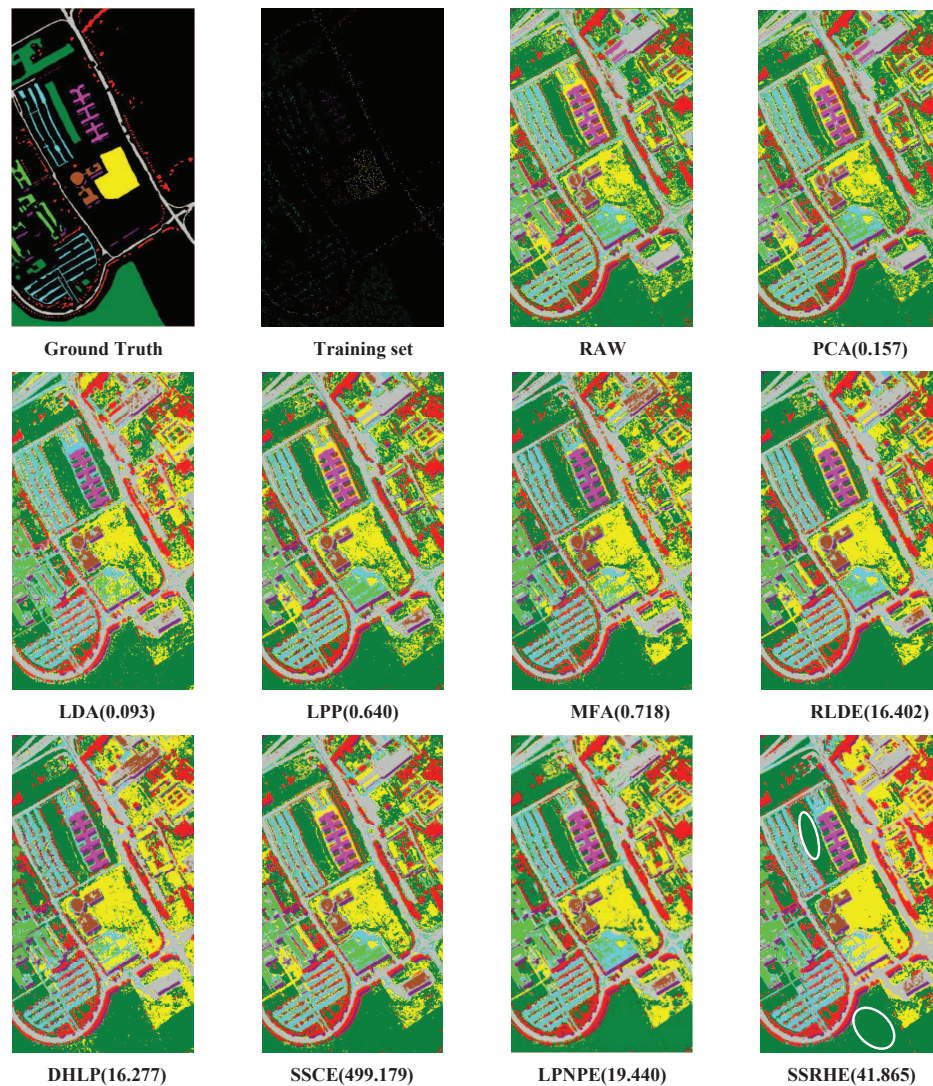 Ground Truth
Training set
RAW
PCA(0.157)
LDA(0.093)
LPP(0.640)
MFA(0.718)
RLDE(16.402)
DHLP(16.277)
SSCE(499.179)
LPNPE(19.440)
SSRHE(41.865)